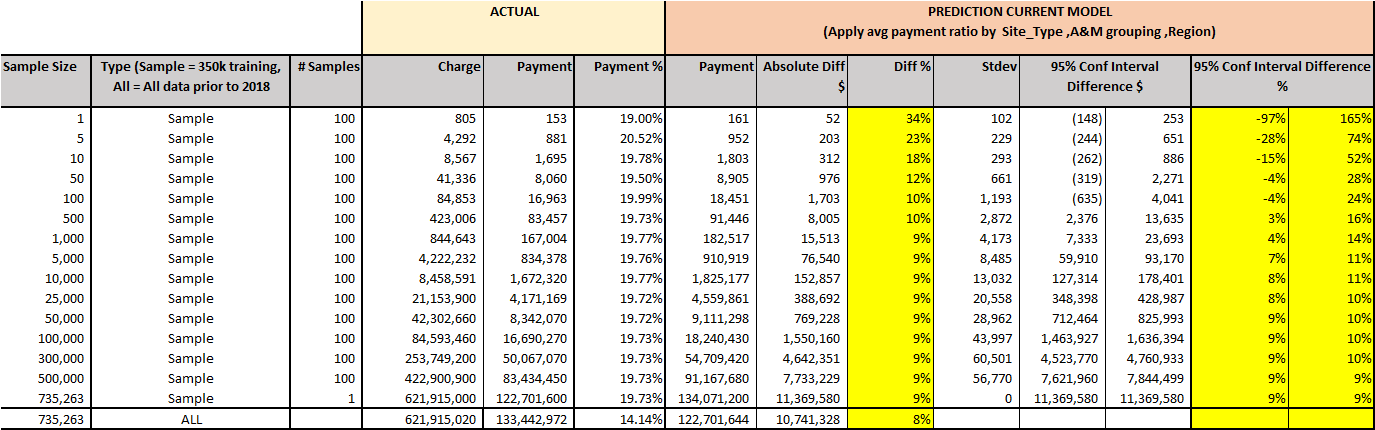 ACTUAL PREDICTION CURRENT MODEL
(Apply avg payment ratio by Site_Type ,A&M grouping ,Region)
Sample Size Type (Sample = 350k training, # Samples Charge Payment Payment % Payment Absolute Diff Diff % Stdev 95% Conf Interval 95% Conf Interval Difference
All = All data prior to 2018 $ Difference $ %
1 Sample 100 805 153 19.00% 161 52 34% 102 (148) 253 -97% 165%
5 Sample 100 4,292 881 20.52% 952 203 23% 229 (244) 651 -28% 74%
10 Sample 100 8,567 1,695 19.78% 1,803 312 18% 293 (262) 886 -15% 52%
50 Sample 100 41,336 8,060 19.50% 8,905 976 12% 661 (319) 2,271 -4% 28%
100 Sample 100 84,853 16,963 19.99% 18,451 1,703 10% 1,193 (635) 4,041 -4% 24%
500 Sample 100 423,006 83,457 19.73% 91,446 8,005 10% 2,872 2,376 13,635 3% 16%
1,000 Sample 100 844,643 167,004 19.77% 182,517 15,513 9% 4,173 7,333 23,693 4% 14%
5,000 Sample 100 4,222,232 834,378 19.76% 910,919 76,540 9% 8,485 59,910 93,170 7% 11%
10,000 Sample 100 8,458,591 1,672,320 19.77% 1,825,177 152,857 9% 13,032 127,314 178,401 8% 11%
25,000 Sample 100 21,153,900 4,171,169 19.72% 4,559,861 388,692 9% 20,558 348,398 428,987 8% 10%
50,000 Sample 100 42,302,660 8,342,070 19.72% 9,111,298 769,228 9% 28,962 712,464 825,993 9% 10%
100,000 Sample 100 84,593,460 16,690,270 19.73% 18,240,430 1,550,160 9% 43,997 1,463,927 1,636,394 9% 10%
300,000 Sample 100 253,749,200 50,067,070 19.73% 54,709,420 4,642,351 9% 60,501 4,523,770 4,760,933 9% 10%
500,000 Sample 100 422,900,900 83,434,450 19.73% 91,167,680 7,733,229 9% 56,770 7,621,960 7,844,499 9% 9%
735,263 Sample 1 621,915,000 122,701,600 19.73% 134,071,200 11,369,580 9% 0 11,369,580 11,369,580 9% 9%
735,263 ALL 621,915,020 133,442,972 14.14% 122,701,644 10,741,328 8%